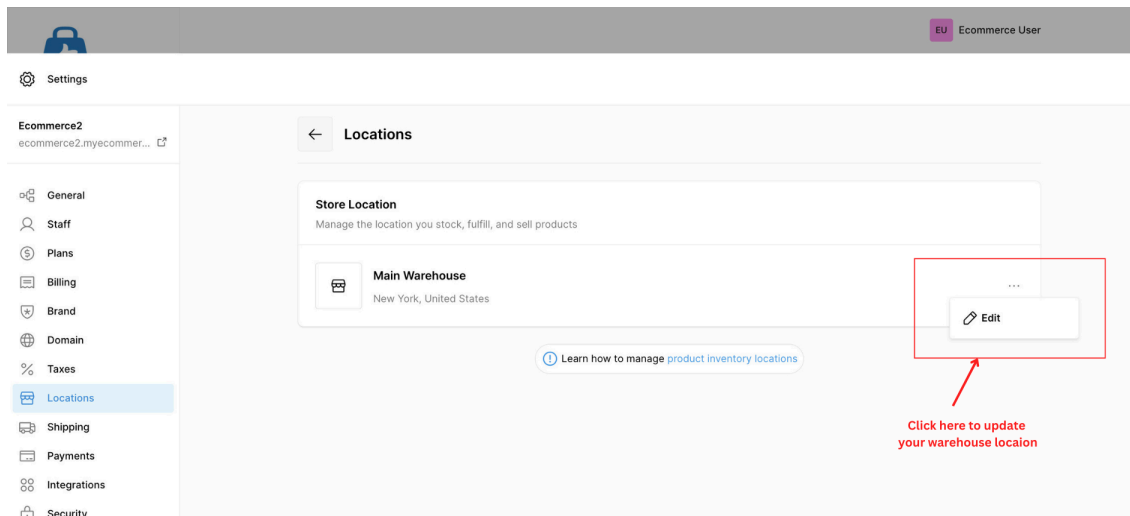 EU Ecommerce User
Settings
Ecommerce2
ecommerce2.myecommer...
General
Staff
Plans
Billing
Brand
Domain
Taxes
Locations
Shipping
Payments
Integrations
Security
Locations
Store Location
Manage the location you stock, fulfill, and sell products
Main Warehouse
New York, United States
...
Edit
Learn how to manage product inventory locations
Click here to update
your warehouse locaion